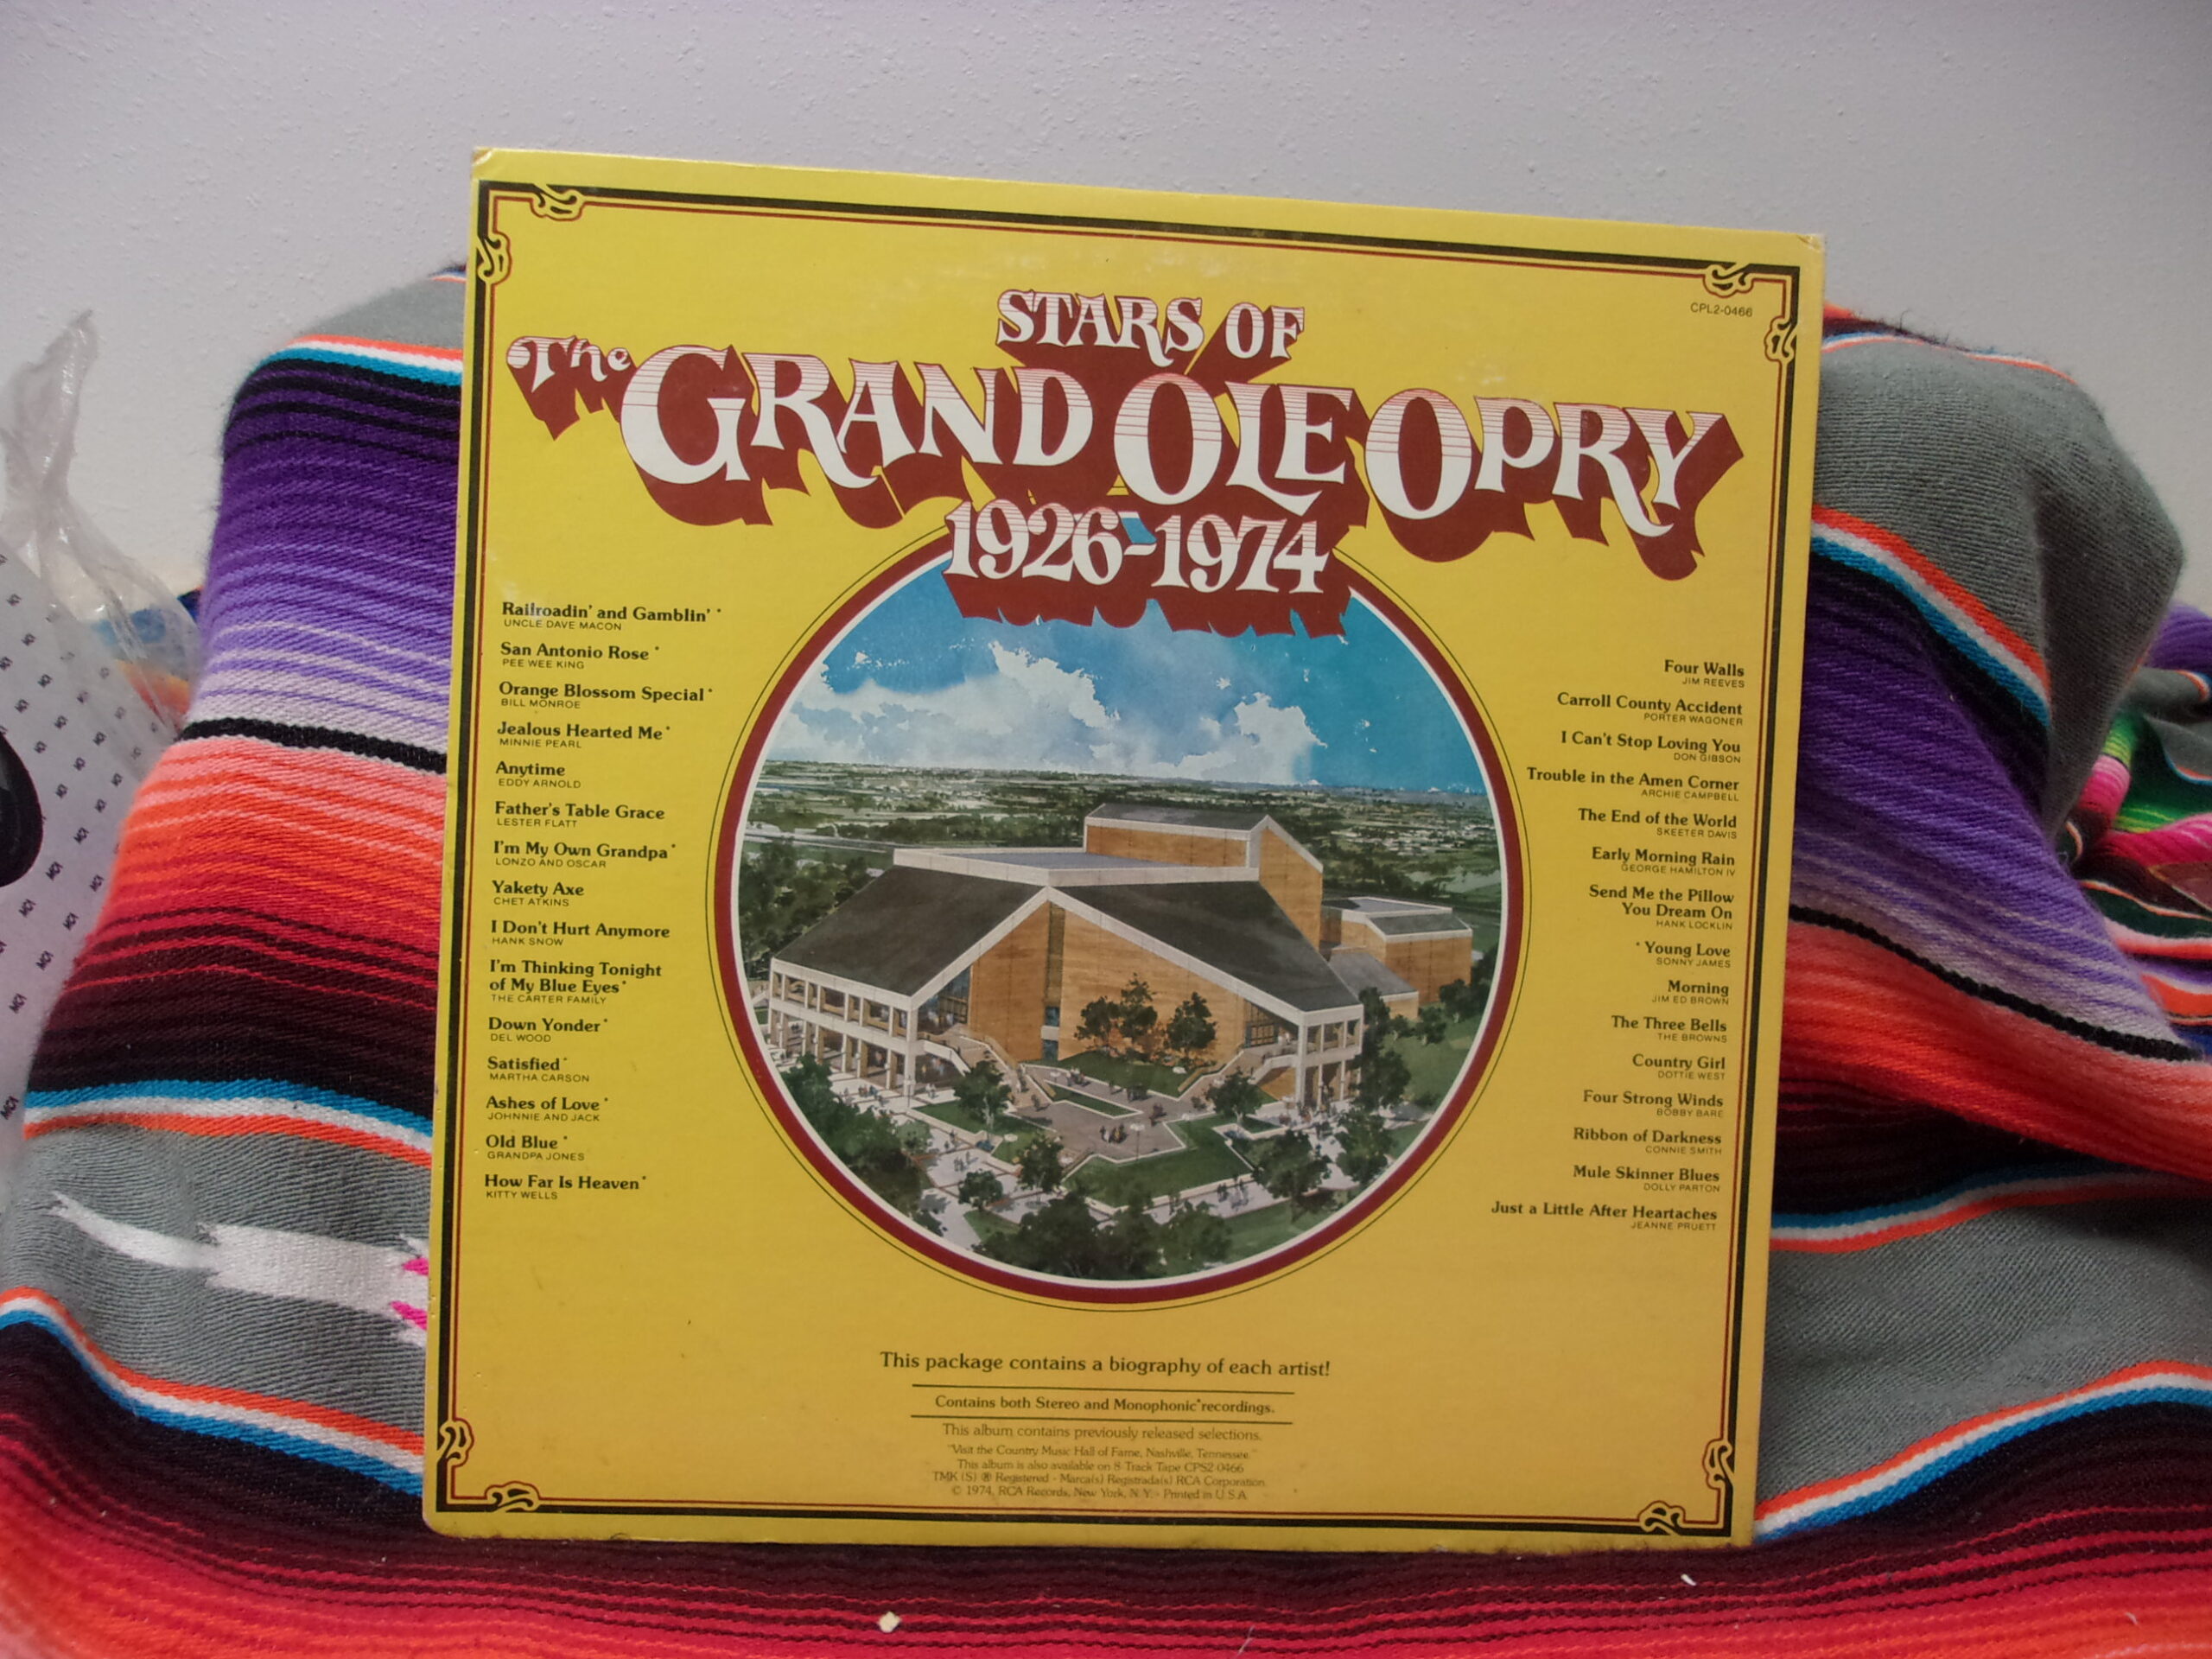 CPL2-0466
STARS OF
The GRAND OLE OPRY
1926-1974
Railroadin' and Gamblin' *
UNCLE DAVE MACON
San Antonio Rose *
PEE WEE KING
Orange Blossom Special *
BILL MONROE
Jealous Hearted Me *
MINNIE PEARL
Anytime
EDDY ARNOLD
Father's Table Grace
LESTER FLATT
I'm My Own Grandpa *
LONZO AND OSCAR
Yakety Axe
CHET ATKINS
I Don't Hurt Anymore
HANK SNOW
I'm Thinking Tonight
of My Blue Eyes *
THE CARTER FAMILY
Down Yonder *
DEL WOOD
Satisfied *
MARTHA CARSON
Ashes of Love *
JOHNNIE AND JACK
Old Blue *
GRANDPA JONES
How Far Is Heaven *
KITTY WELLS
Four Walls
JIM REEVES
Carroll County Accident
PORTER WAGONER
I Can't Stop Loving You
DON GIBSON
Trouble in the Amen Corner
ARCHIE CAMPBELL
The End of the World
SKEETER DAVIS
Early Morning Rain
GEORGE HAMILTON IV
Send Me the Pillow
You Dream On
HANK LOCKLIN
* Young Love
SONNY JAMES
Morning
JIM ED BROWN
The Three Bells
THE BROWNS
Country Girl
DOTTIE WEST
Four Strong Winds
BOBBY BARE
Ribbon of Darkness
CONNIE SMITH
Mule Skinner Blues
DOLLY PARTON
Just a Little After Heartaches
JEANNE PRUETT
This package contains a biography of each artist!
Contains both Stereo and Monophonic* recordings.
This album contains previously released selections.
"Visit the Country Music Hall of Fame, Nashville, Tennessee."
This album is also available on 8 Track Tape CPS2 0466
TMK (S) ® Registered - Marca(s) Registrada(s) RCA Corporation
© 1974, RCA Records, New York, N.Y. - Printed in U.S.A.